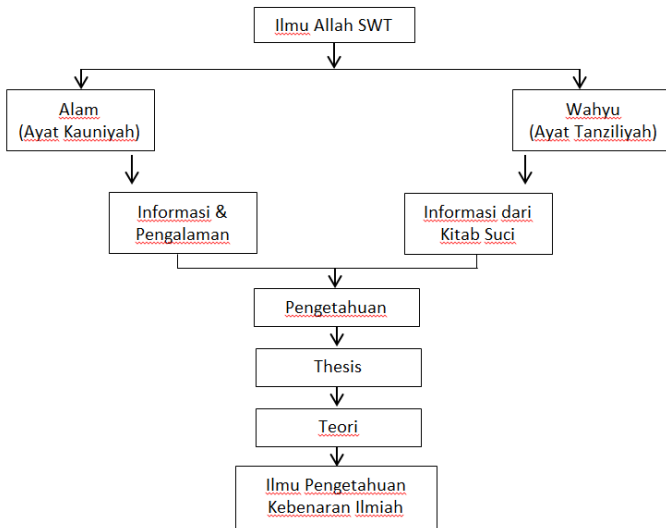 Ilmu Allah SWT
Alam
(Ayat Kauniyah)
Wahyu
(Ayat Tanziliyah)
Informasi &
Pengalaman
Informasi dari
Kitab Suci
Pengetahuan
Thesis
Teori
Ilmu Pengetahuan
Kebenaran Ilmiah